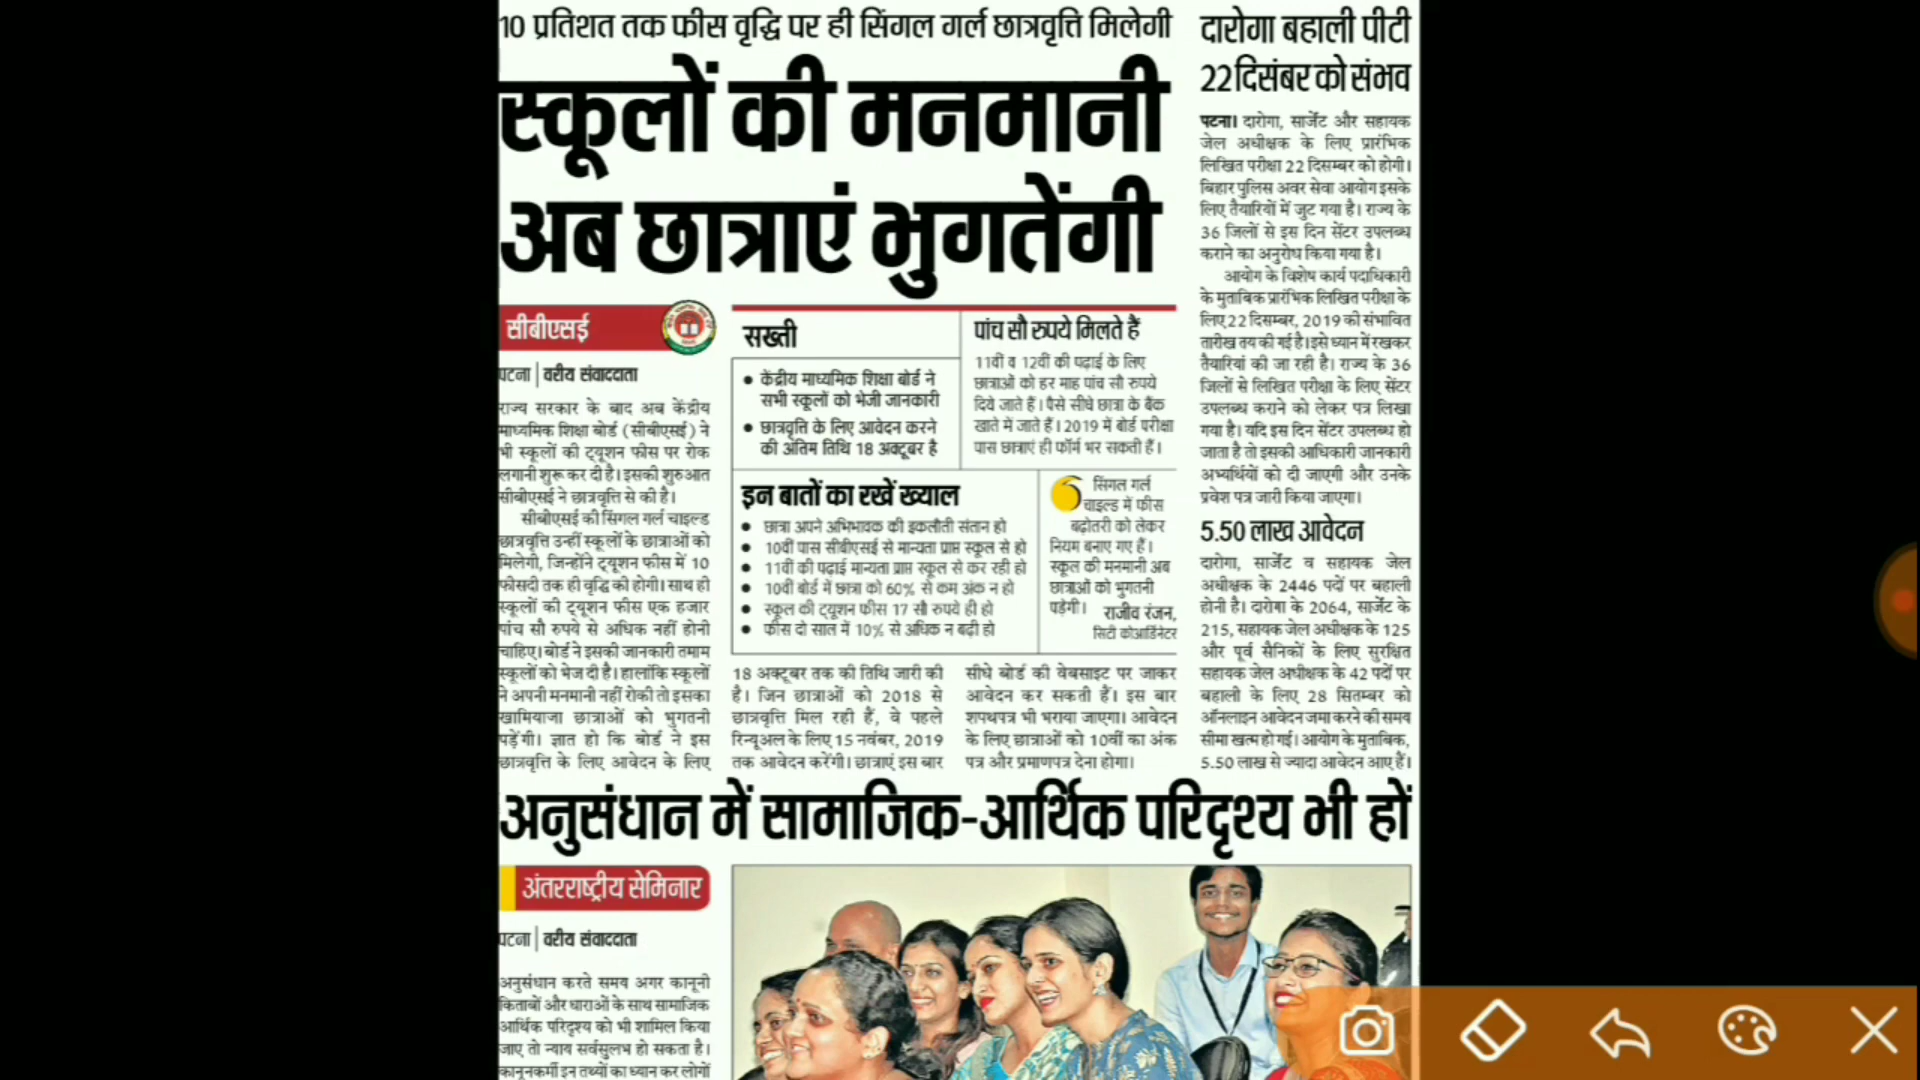 10 प्रतिशत तक फीस वृद्धि पर ही सिंगल गर्ल छात्रवृत्ति मिलेगी
स्कूलों की मनमानी
अब छात्राएं भुगतेंगी
सीबीएसई
पटना | वरीय संवाददाता
राज्य सरकार के बाद अब केंद्रीय
माध्यमिक शिक्षा बोर्ड (सीबीएसई) ने
भी स्कूलों की ट्यूशन फीस पर रोक
लगानी शुरू कर दी है। इसकी शुरुआत
सीबीएसई ने छात्रवृत्ति से की है।
सीबीएसई की सिंगल गर्ल चाइल्ड
छात्रवृत्ति उन्हीं स्कूलों के छात्राओं को
मिलेगी, जिन्होंने ट्यूशन फीस में 10
फीसदी तक ही वृद्धि की होगी। साथ ही
स्कूलों की ट्यूशन फीस एक हजार
पांच सौ रुपये से अधिक नहीं होनी
चाहिए। बोर्ड ने इसकी जानकारी तमाम
स्कूलों को भेज दी है। हालांकि स्कूलों
ने अपनी मनमानी नहीं रोकी तो इसका
खामियाजा छात्राओं को भुगतनी
पड़ेंगी। ज्ञात हो कि बोर्ड ने इस
छात्रवृत्ति के लिए आवेदन के लिए
सख्ती
● केंद्रीय माध्यमिक शिक्षा बोर्ड ने
सभी स्कूलों को भेजी जानकारी
● छात्रवृत्ति के लिए आवेदन करने
की अंतिम तिथि 18 अक्टूबर है
पांच सौ रुपये मिलते हैं
11वीं व 12वीं की पढ़ाई के लिए
छात्राओं को हर माह पांच सौ रुपये
दिये जाते हैं। पैसे सीधे छात्रा के बैंक
खाते में जाते हैं। 2019 में बोर्ड परीक्षा
पास छात्राएं ही फॉर्म भर सकती हैं।
इन बातों का रखें ख्याल
● छात्रा अपने अभिभावक की इकलौती संतान हो
● 10वीं पास सीबीएसई से मान्यता प्राप्त स्कूल से हो
● 11वीं की पढ़ाई मान्यता प्राप्त स्कूल से कर रही हो
● 10वीं बोर्ड में छात्रा को 60% से कम अंक न हो
● स्कूल की ट्यूशन फीस 17 सौ रुपये ही हो
● फीस दो साल में 10% से अधिक न बढ़ी हो
सिंगल गर्ल
चाइल्ड में फीस
बढ़ोतरी को लेकर
नियम बनाए गए हैं।
स्कूल की मनमानी अब
छात्राओं को भुगतनी
पड़ेगी। राजीव रंजन,
सिटी कोआर्डिनेटर
18 अक्टूबर तक की तिथि जारी की
है। जिन छात्राओं को 2018 से
छात्रवृत्ति मिल रही हैं, वे पहले
रिन्यूअल के लिए 15 नवंबर, 2019
तक आवेदन करेंगी। छात्राएं इस बार
सीधे बोर्ड की वेबसाइट पर जाकर
आवेदन कर सकती हैं। इस बार
शपथपत्र भी भराया जाएगा। आवेदन
के लिए छात्राओं को 10वीं का अंक
पत्र और प्रमाणपत्र देना होगा।
दारोगा बहाली पीटी
22 दिसंबर को संभव
पटना। दारोगा, सार्जेंट और सहायक
जेल अधीक्षक के लिए प्रारंभिक
लिखित परीक्षा 22 दिसम्बर को होगी।
बिहार पुलिस अवर सेवा आयोग इसके
लिए तैयारियों में जुट गया है। राज्य के
36 जिलों से इस दिन सेंटर उपलब्ध
कराने का अनुरोध किया गया है।
आयोग के विशेष कार्य पदाधिकारी
के मुताबिक प्रारंभिक लिखित परीक्षा के
लिए 22 दिसम्बर, 2019 की संभावित
तारीख तय की गई है। इसे ध्यान में रखकर
तैयारियां की जा रही है। राज्य के 36
जिलों से लिखित परीक्षा के लिए सेंटर
उपलब्ध कराने को लेकर पत्र लिखा
गया है। यदि इस दिन सेंटर उपलब्ध हो
जाता है तो इसकी आधिकारी जानकारी
अभ्यर्थियों को दी जाएगी और उनके
प्रवेश पत्र जारी किया जाएगा।
5.50 लाख आवेदन
दारोगा, सार्जेंट व सहायक जेल
अधीक्षक के 2446 पदों पर बहाली
होनी है। दारोगा के 2064, सार्जेंट के
215, सहायक जेल अधीक्षक के 125
और पूर्व सैनिकों के लिए सुरक्षित
सहायक जेल अधीक्षक के 42 पदों पर
बहाली के लिए 28 सितम्बर को
ऑनलाइन आवेदन जमा करने की समय
सीमा खत्म हो गई। आयोग के मुताबिक,
5.50 लाख से ज्यादा आवेदन आए हैं।
अनुसंधान में सामाजिक-आर्थिक परिदृश्य भी हों
अंतरराष्ट्रीय सेमिनार
पटना | वरीय संवाददाता
अनुसंधान करते समय अगर कानूनी
किताबों और धाराओं के साथ सामाजिक
आर्थिक परिदृश्य को भी शामिल किया
जाए तो न्याय सर्वसुलभ हो सकता है।
कानूनकर्मी इन तथ्यों का ध्यान कर लोगों